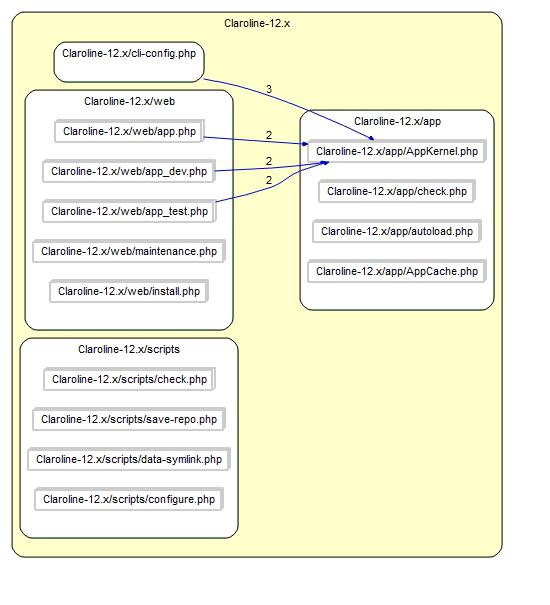 Claroline-12.x
Claroline-12.x/cli-config.php
3
Claroline-12.x/web
Claroline-12.x/web/app.php
2
Claroline-12.x/web/app_dev.php
2
Claroline-12.x/web/app_test.php
2
Claroline-12.x/web/maintenance.php
Claroline-12.x/web/install.php
Claroline-12.x/app
Claroline-12.x/app/AppKernel.php
Claroline-12.x/app/check.php
Claroline-12.x/app/autoload.php
Claroline-12.x/app/AppCache.php
Claroline-12.x/scripts
Claroline-12.x/scripts/check.php
Claroline-12.x/scripts/save-repo.php
Claroline-12.x/scripts/data-symlink.php
Claroline-12.x/scripts/configure.php